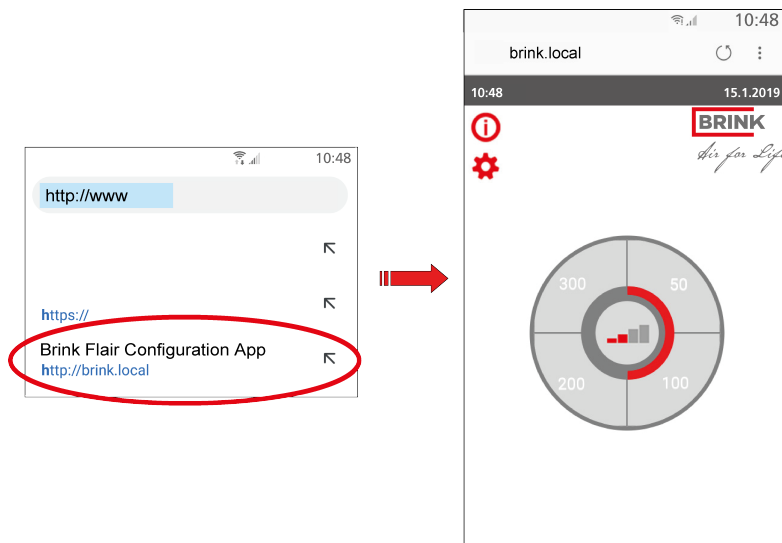 10:48
http://www
https://
Brink Flair Configuration App
http://brink.local
10:48
brink.local
10:48 15.1.2019
BRINK
Air for Life
300 50
200 100